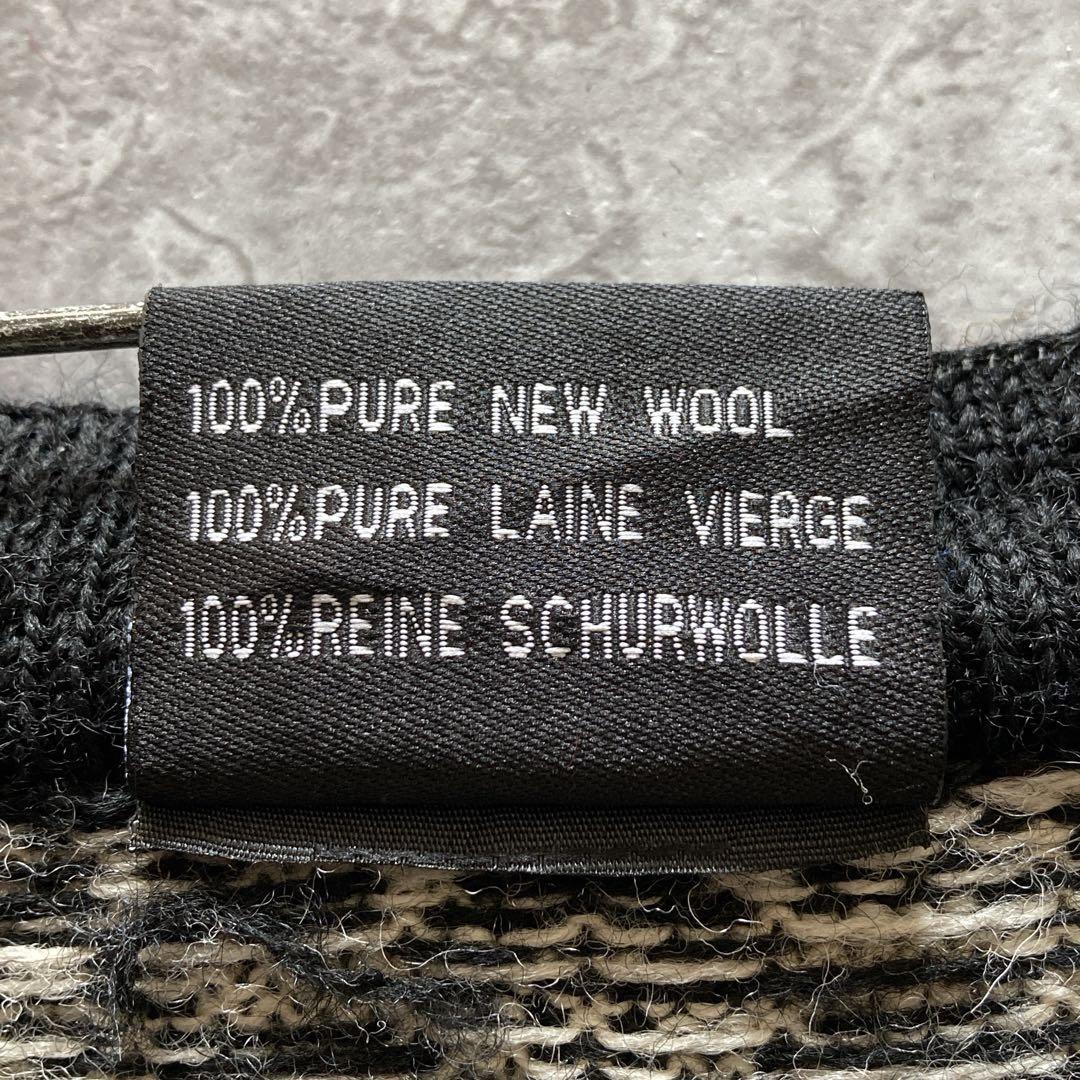 100%PURE NEW WOOL
100%PURE LAINE VIERGE
100%REINE SCHURWOLLE